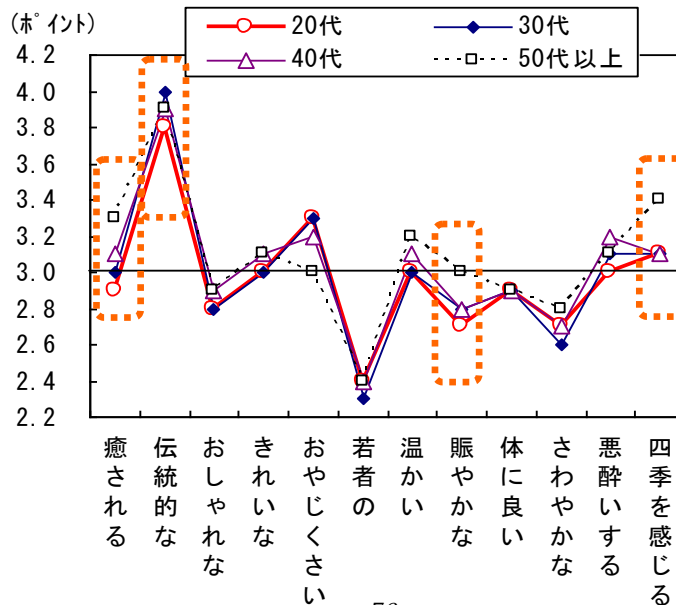 (ﾎﾟｲﾝﾄ)
20代
30代
40代
50代以上
4.2
4.0
3.8
3.6
3.4
3.2
3.0
2.8
2.6
2.4
2.2
癒される
伝統的な
おしゃれな
きれいな
おやじくさい
若者の
温かい
賑やかな
体に良い
さわやかな
悪酔いする
四季を感じる